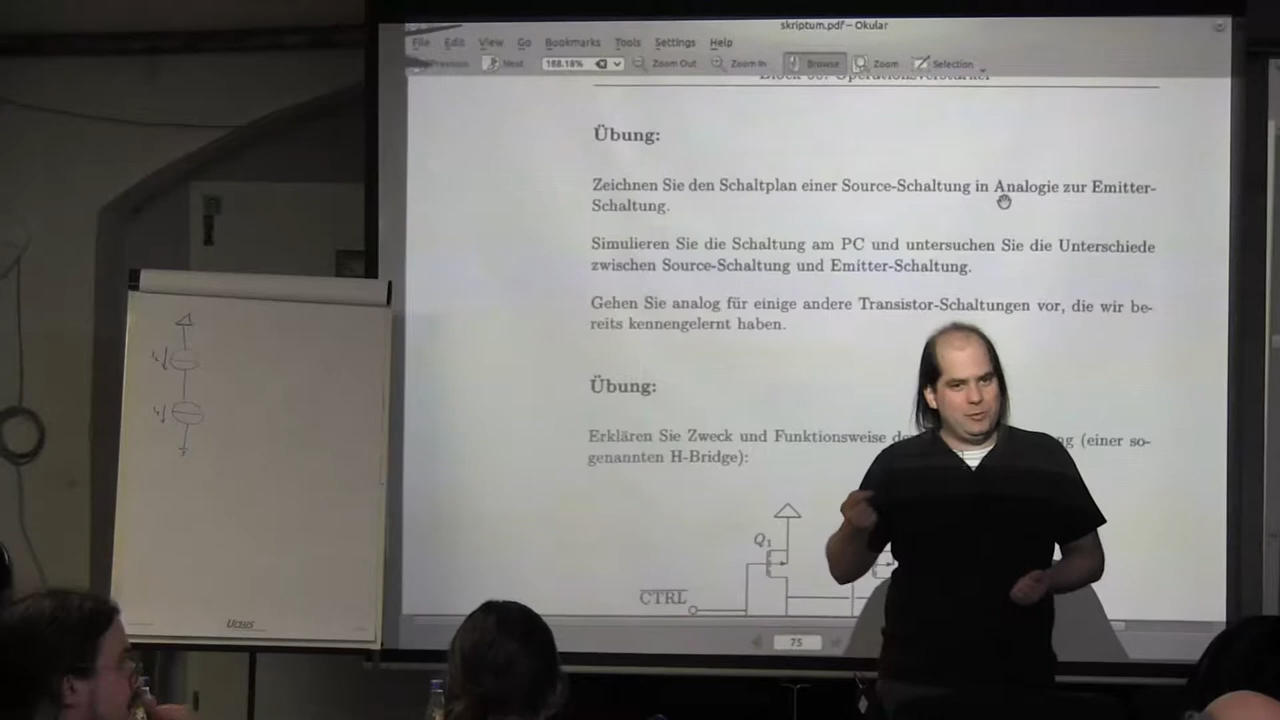 skriptum.pdf – Okular
File Edit View Go Bookmarks Tools Settings Help
Previous Next 188.18% Zoom Out Zoom In Browse Zoom Selection
Operationsverstärker
Übung:
Zeichnen Sie den Schaltplan einer Source-Schaltung in Analogie zur Emitter-
Schaltung.
Simulieren Sie die Schaltung am PC und untersuchen Sie die Unterschiede
zwischen Source-Schaltung und Emitter-Schaltung.
Gehen Sie analog für einige andere Transistor-Schaltungen vor, die wir be-
reits kennengelernt haben.
Übung:
Erklären Sie Zweck und Funktionsweise de g (einer so-
genannten H-Bridge):
Q1
CTRL
75